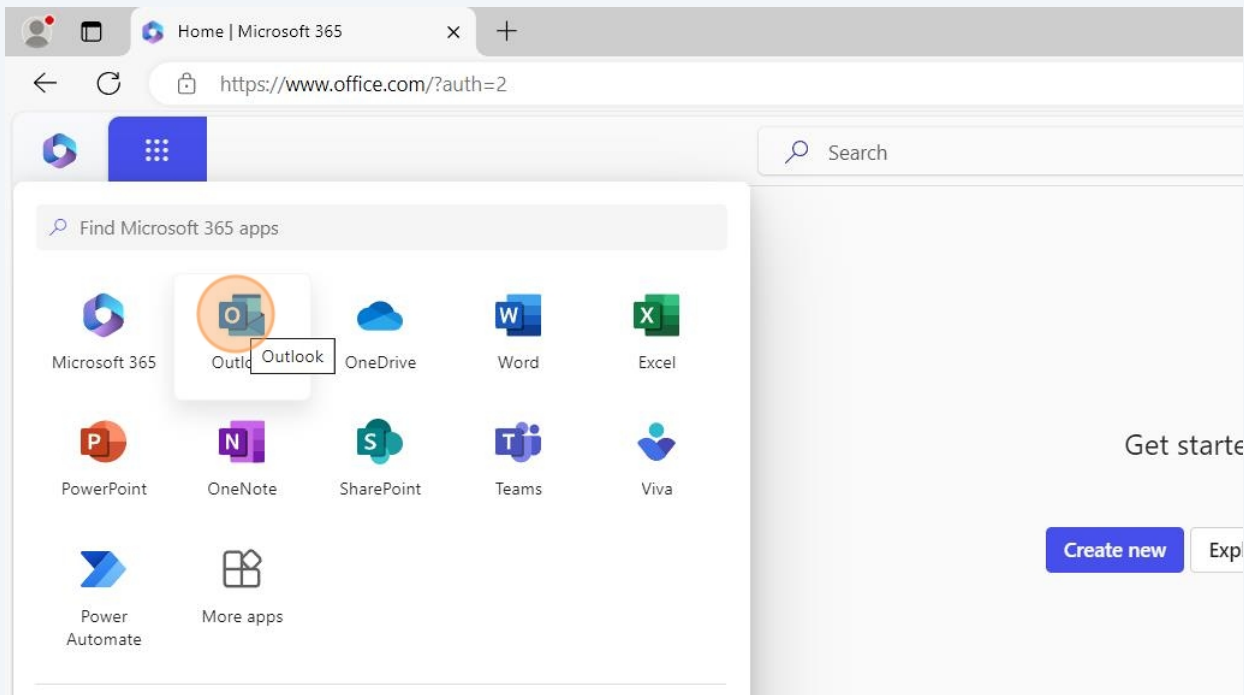 Home | Microsoft 365
https://www.office.com/?auth=2
Search
Find Microsoft 365 apps
Microsoft 365
Outlook
OneDrive
Word
Excel
PowerPoint
OneNote
SharePoint
Teams
Viva
Power
Automate
More apps
Get starte
Create new
Expl